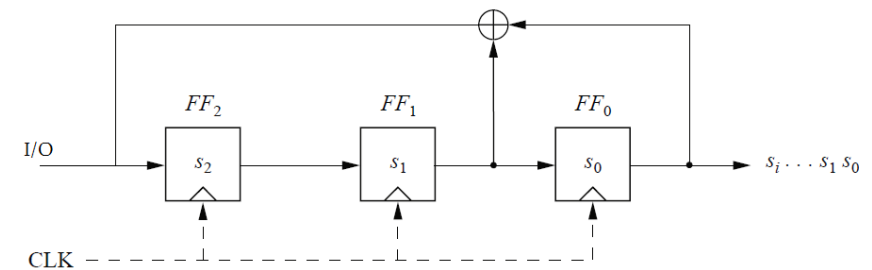 FF₂ FF₁ FF₀
I/O s₂ s₁ s₀ sᵢ . . . s₁ s₀
CLK